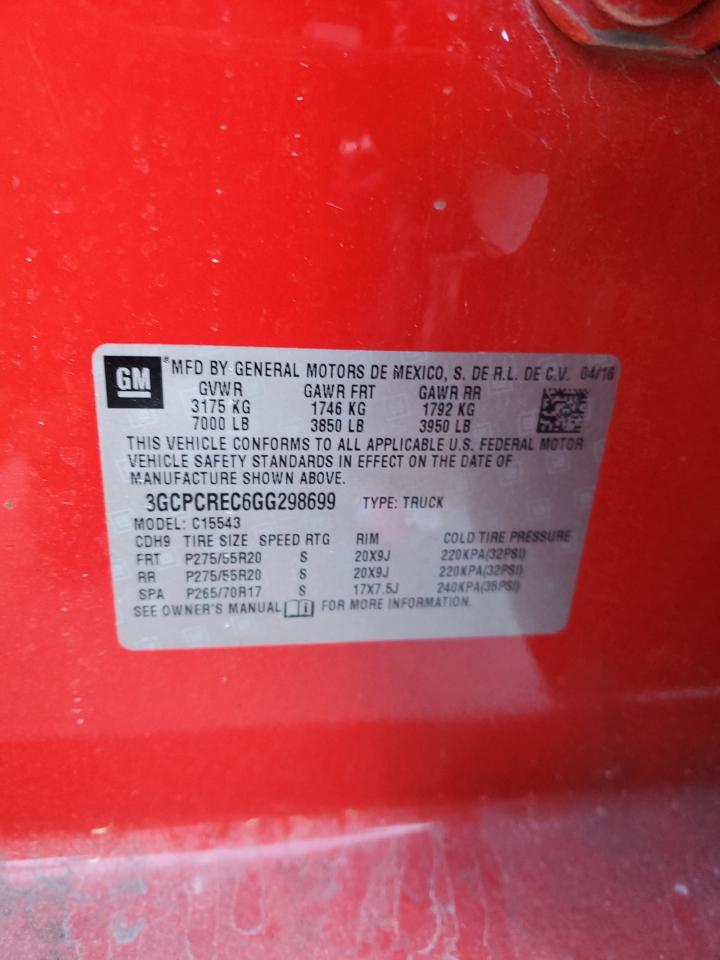 GM ® MFD BY GENERAL MOTORS DE MEXICO, S. DE R.L. DE C.V. 04/16
GVWR GAWR FRT GAWR RR
3175 KG 1746 KG 1792 KG
7000 LB 3850 LB 3950 LB
THIS VEHICLE CONFORMS TO ALL APPLICABLE U.S. FEDERAL MOTOR
VEHICLE SAFETY STANDARDS IN EFFECT ON THE DATE OF
MANUFACTURE SHOWN ABOVE.
3GCPCREC6GG298699 TYPE: TRUCK
MODEL: C15543
CDH9 TIRE SIZE SPEED RTG RIM COLD TIRE PRESSURE
FRT P275/55R20 S 20X9J 220KPA(32PSI)
RR P275/55R20 S 20X9J 220KPA(32PSI)
SPA P265/70R17 S 17X7.5J 240KPA(35PSI)
SEE OWNER'S MANUAL i FOR MORE INFORMATION.